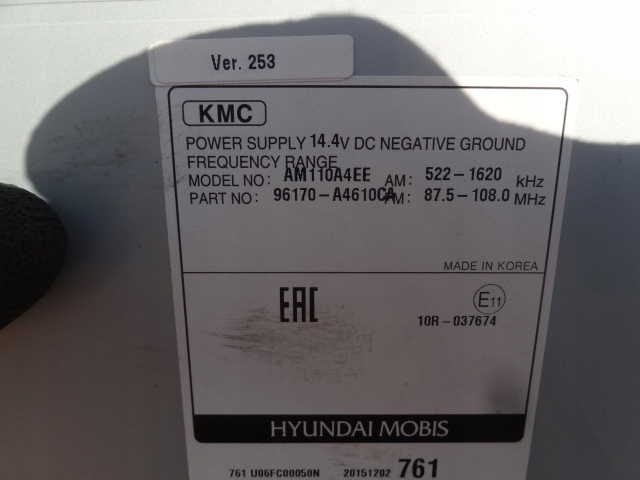 Ver. 253
KMC
POWER SUPPLY 14.4V DC NEGATIVE GROUND
FREQUENCY RANGE
MODEL NO: AM110A4EE AM: 522-1620 kHz
PART NO: 96170-A4610CA FM: 87.5-108.0 MHz
MADE IN KOREA
EAC E11
10R-037674
HYUNDAI MOBIS
761 U06FC00050N 20151202 761